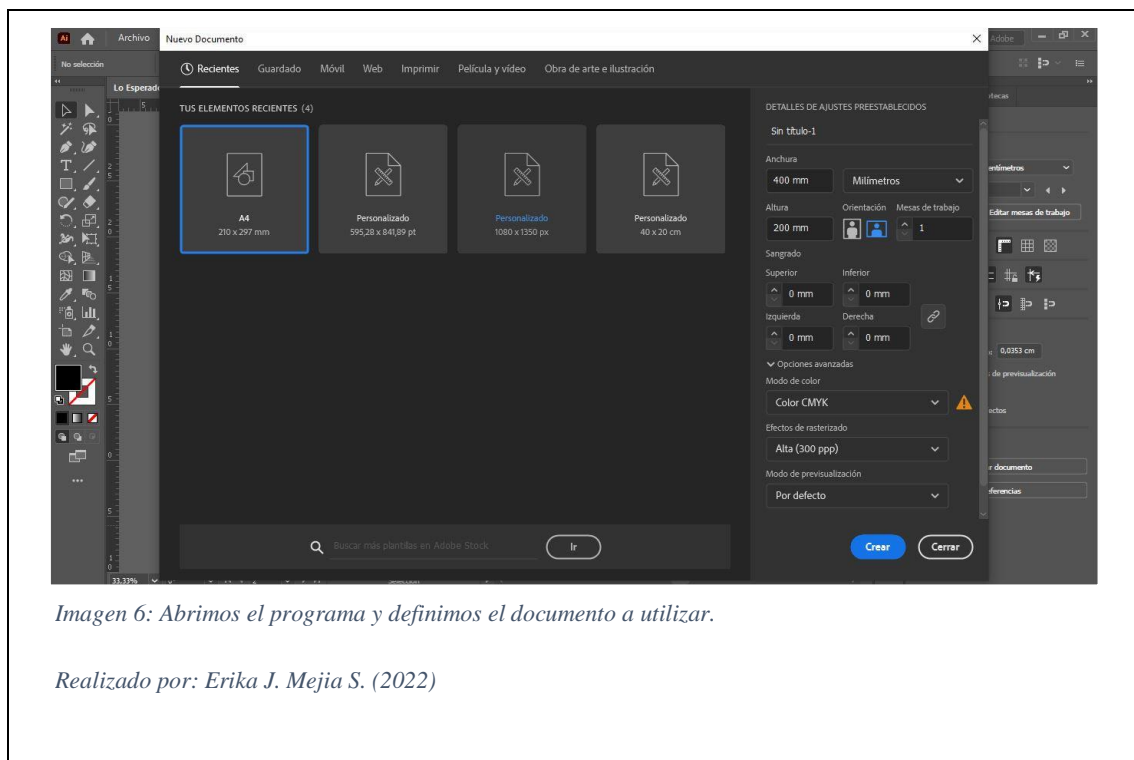 Ai Archivo Nuevo Documento Adobe
No selección
Recientes Guardado Móvil Web Imprimir Película y vídeo Obra de arte e ilustración
Lo Esperad
tecas
TUS ELEMENTOS RECIENTES (4)
A4
210 x 297 mm
Personalizado
595,28 x 841,89 pt
Personalizado
1080 x 1350 px
Personalizado
40 x 20 cm
DETALLES DE AJUSTES PREESTABLECIDOS
Sin título-1
Anchura
400 mm Milímetros
Altura Orientación Mesas de trabajo
200 mm 1
Sangrado
Superior Inferior
0 mm 0 mm
Izquierda Derecha
0 mm 0 mm
Opciones avanzadas
Modo de color
Color CMYK
Efectos de rasterizado
Alta (300 ppp)
Modo de previsualización
Por defecto
Buscar más plantillas en Adobe Stock Ir
Crear Cerrar
entímetros
Editar mesas de trabajo
0,0353 cm
de previsualización
ectos
r documento
eferencias
33,33%
Imagen 6: Abrimos el programa y definimos el documento a utilizar.
Realizado por: Erika J. Mejia S. (2022)